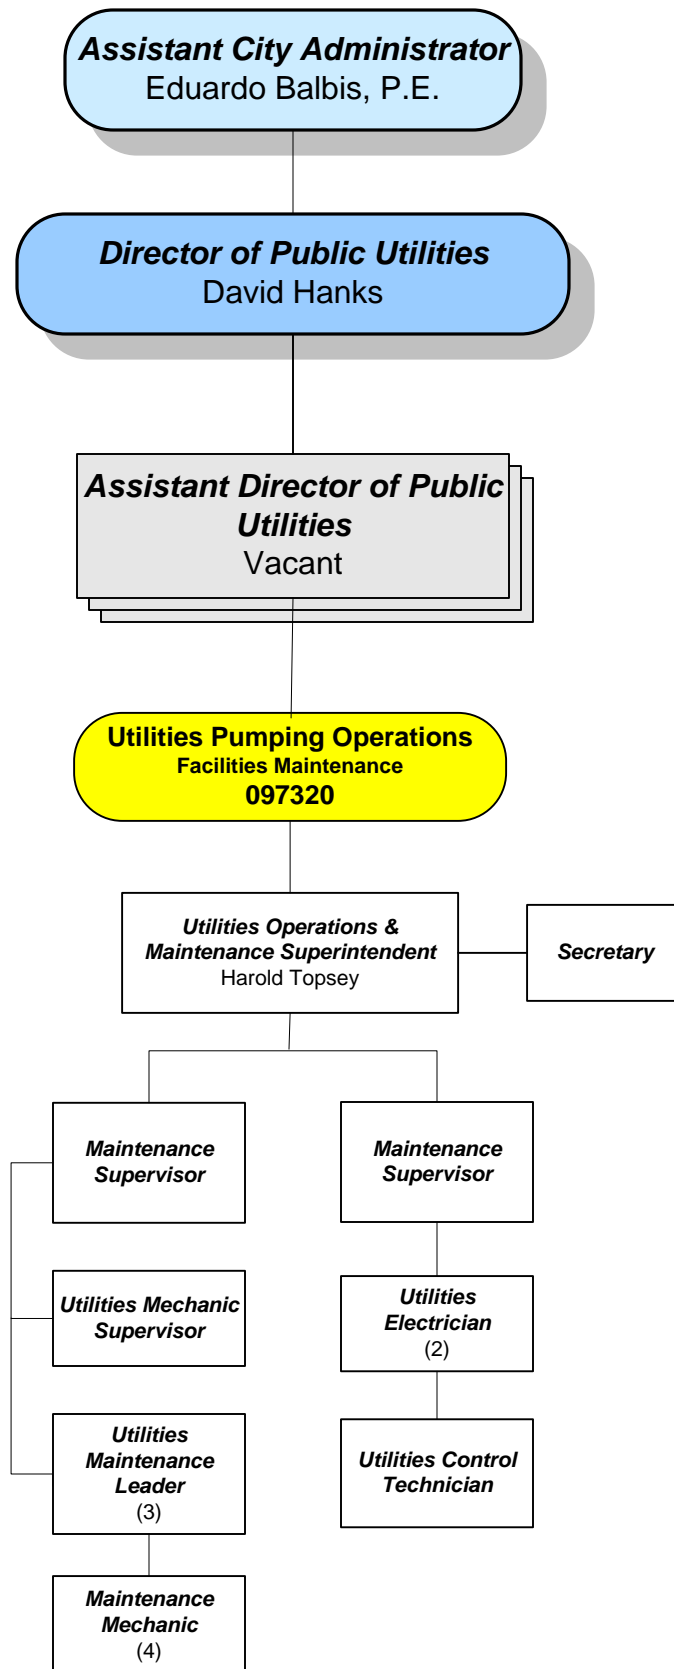 Assistant City Administrator
Eduardo Balbis, P.E.
Director of Public Utilities
David Hanks
Assistant Director of Public
Utilities
Vacant
Utilities Pumping Operations
Facilities Maintenance
097320
Utilities Operations &
Maintenance Superintendent
Harold Topsey
Secretary
Maintenance
Supervisor
Utilities Mechanic
Supervisor
Utilities
Maintenance
Leader
(3)
Maintenance
Mechanic
(4)
Maintenance
Supervisor
Utilities
Electrician
(2)
Utilities Control
Technician